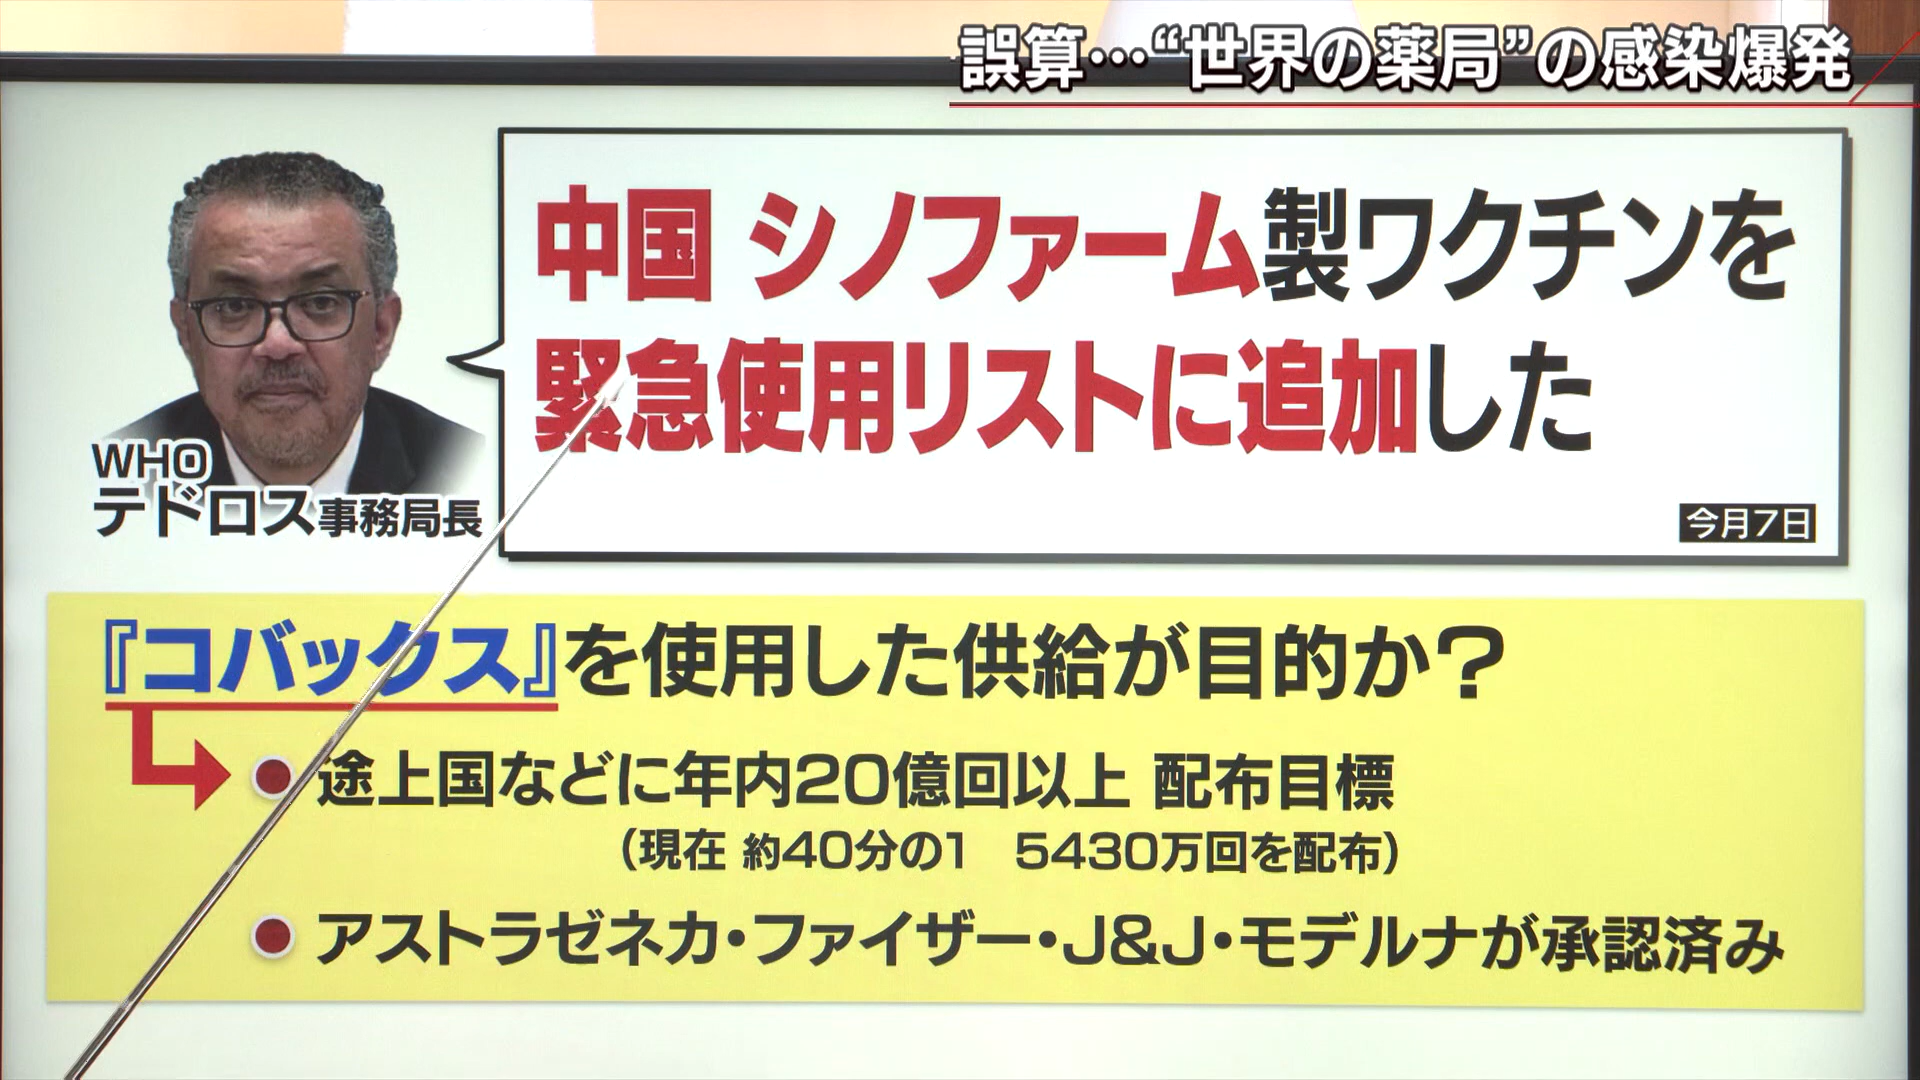 誤算…“世界の薬局”の感染爆発
中国 シノファーム製ワクチンを
緊急使用リストに追加した
今月7日
WHO
テドロス事務局長
『コバックス』を使用した供給が目的か?
途上国などに年内20億回以上 配布目標
（現在 約40分の1 5430万回を配布）
アストラゼネカ・ファイザー・J&J・モデルナが承認済み